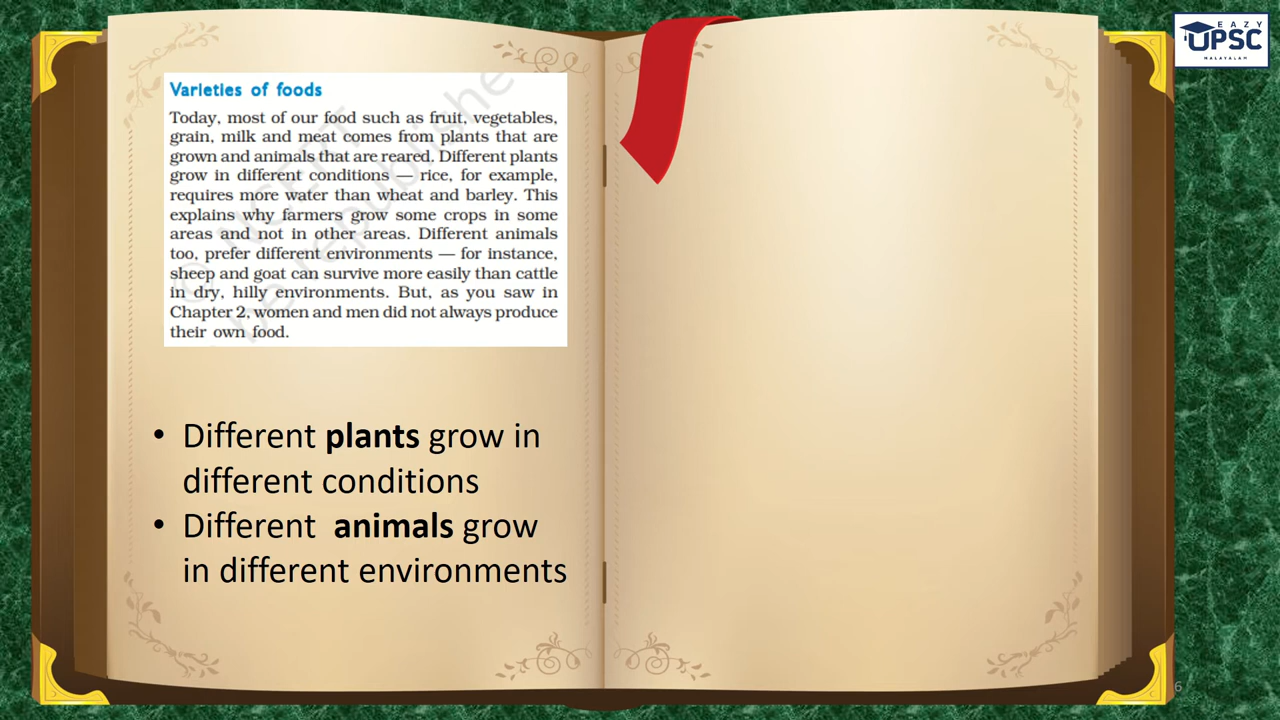 EAZY
UPSC
MALAYALAM
Varieties of foods
Today, most of our food such as fruit, vegetables,
grain, milk and meat comes from plants that are
grown and animals that are reared. Different plants
grow in different conditions — rice, for example,
requires more water than wheat and barley. This
explains why farmers grow some crops in some
areas and not in other areas. Different animals
too, prefer different environments — for instance,
sheep and goat can survive more easily than cattle
in dry, hilly environments. But, as you saw in
Chapter 2, women and men did not always produce
their own food.
• Different plants grow in
different conditions
• Different animals grow
in different environments
6